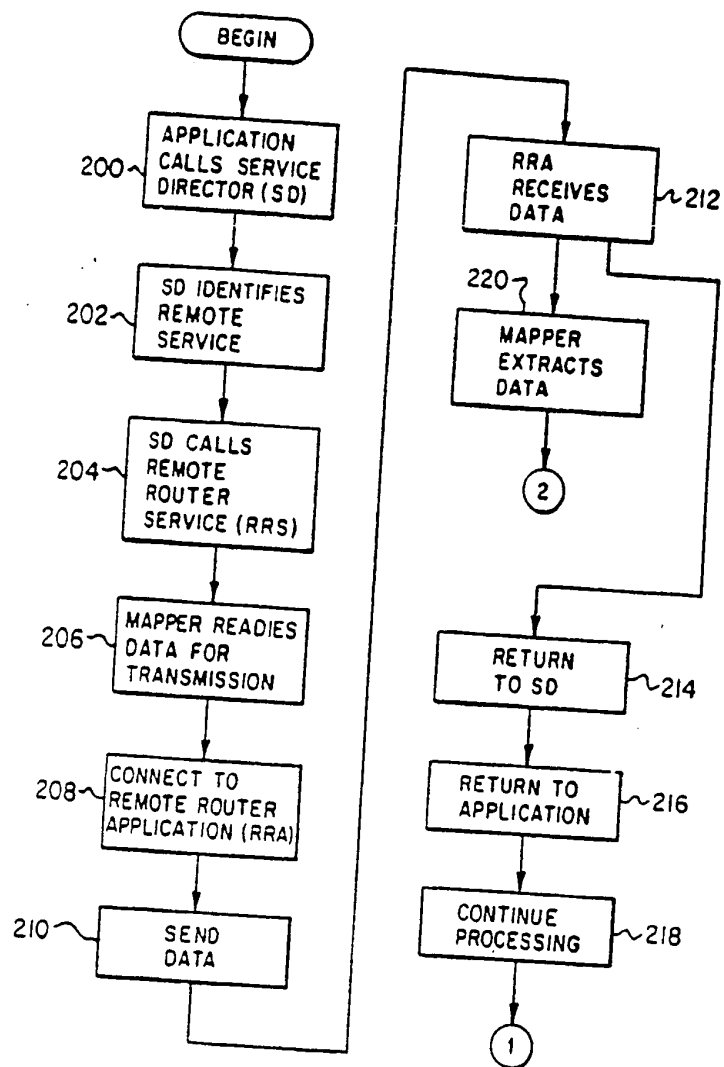 BEGIN
200
APPLICATION
CALLS SERVICE
DIRECTOR (SD)
202
SD IDENTIFIES
REMOTE
SERVICE
204
SD CALLS
REMOTE
ROUTER
SERVICE (RRS)
206
MAPPER READIES
DATA FOR
TRANSMISSION
208
CONNECT TO
REMOTE ROUTER
APPLICATION (RRA)
210
SEND
DATA
RRA
RECEIVES
DATA
212
220
MAPPER
EXTRACTS
DATA
2
RETURN
TO SD
214
RETURN TO
APPLICATION
216
CONTINUE
PROCESSING
218
1